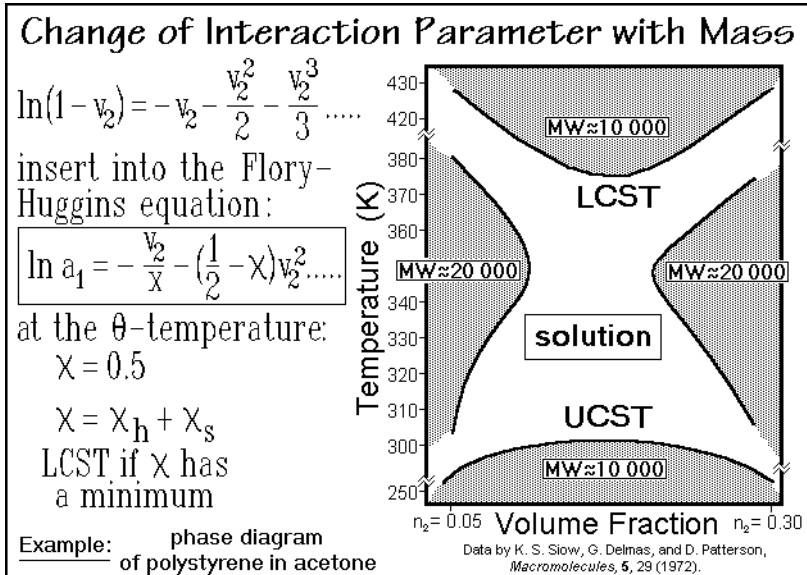 Change of Interaction Parameter with Mass
ln(1 − v₂) = −v₂ − v₂²/2 − v₂³/3 .....
insert into the Flory-
Huggins equation:
ln a₁ = − v₂/x − (1/2 − χ)v₂² .....
at the θ-temperature:
χ = 0.5
χ = χₕ + χₛ
LCST if χ has
a minimum
Example:
phase diagram
of polystyrene in acetone
Temperature (K)
430
420
380
370
360
350
340
330
320
310
300
250
MW≈10 000
LCST
MW≈20 000
MW≈20 000
solution
UCST
MW≈10 000
n₂= 0.05
Volume Fraction
n₂= 0.30
Data by K. S. Siow, G. Delmas, and D. Patterson,
Macromolecules, 5, 29 (1972).